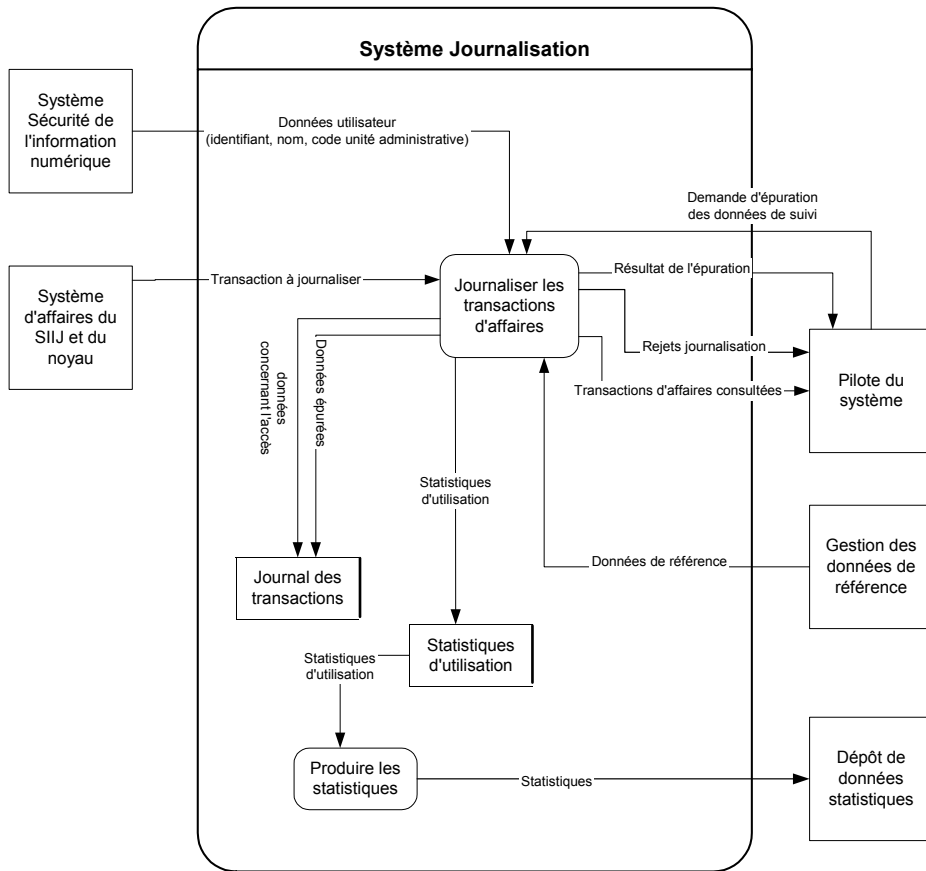 Système Journalisation
Système
Sécurité de
l'information
numérique
Données utilisateur
(identifiant, nom, code unité administrative)
Demande d'épuration
des données de suivi
Système
d'affaires du
SIIJ et du
noyau
Transaction à journaliser
Journaliser les
transactions
d'affaires
Résultat de l'épuration
Rejets journalisation
Transactions d'affaires consultées
Pilote du
système
données
concernant l'accès
Données épurées
Statistiques
d'utilisation
Journal des
transactions
Données de référence
Gestion des
données de
référence
Statistiques
d'utilisation
Statistiques
d'utilisation
Produire les
statistiques
Statistiques
Dépôt de
données
statistiques